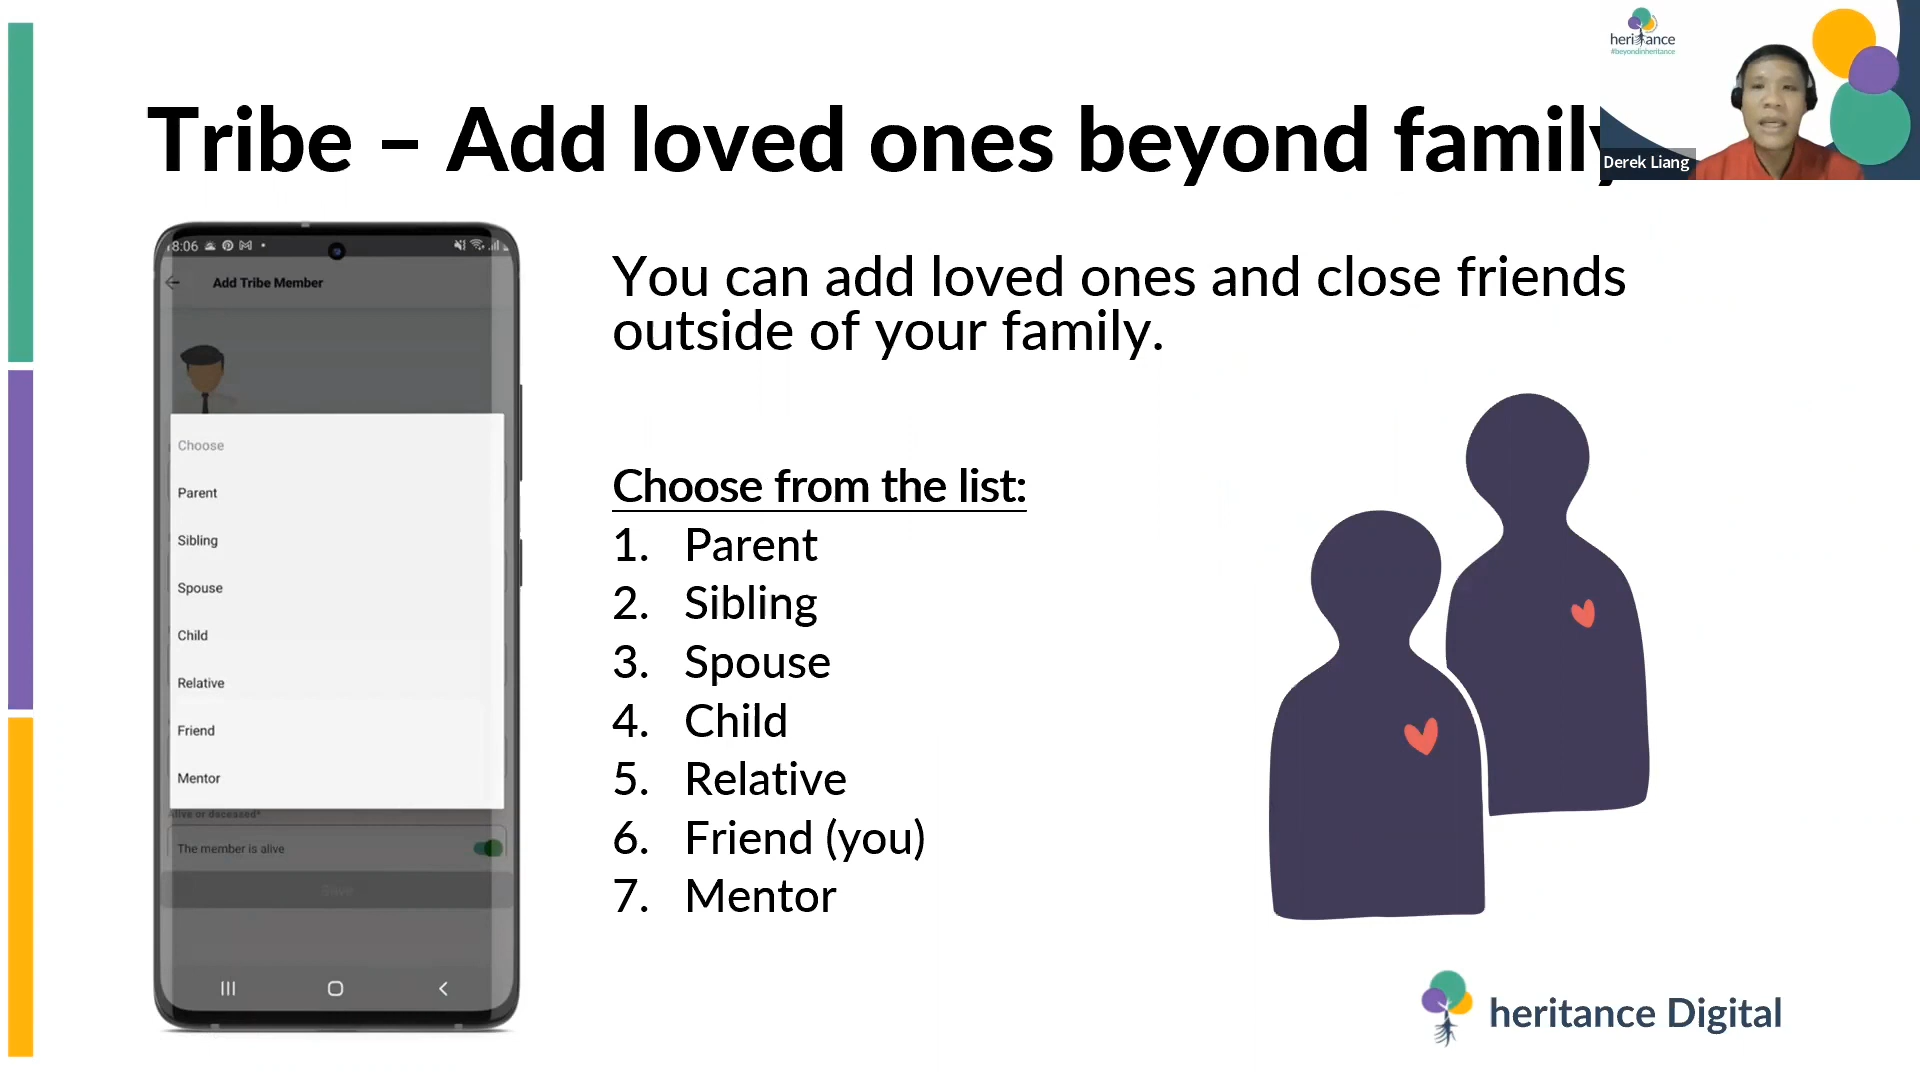 heritance
#beyondinheritance
Tribe – Add loved ones beyond family
Derek Liang
8:06
Add Tribe Member
Choose
Parent
Sibling
Spouse
Child
Relative
Friend
Mentor
Alive or deceased*
The member is alive
Save
You can add loved ones and close friends
outside of your family.
Choose from the list:
1. Parent
2. Sibling
3. Spouse
4. Child
5. Relative
6. Friend (you)
7. Mentor
heritance Digital